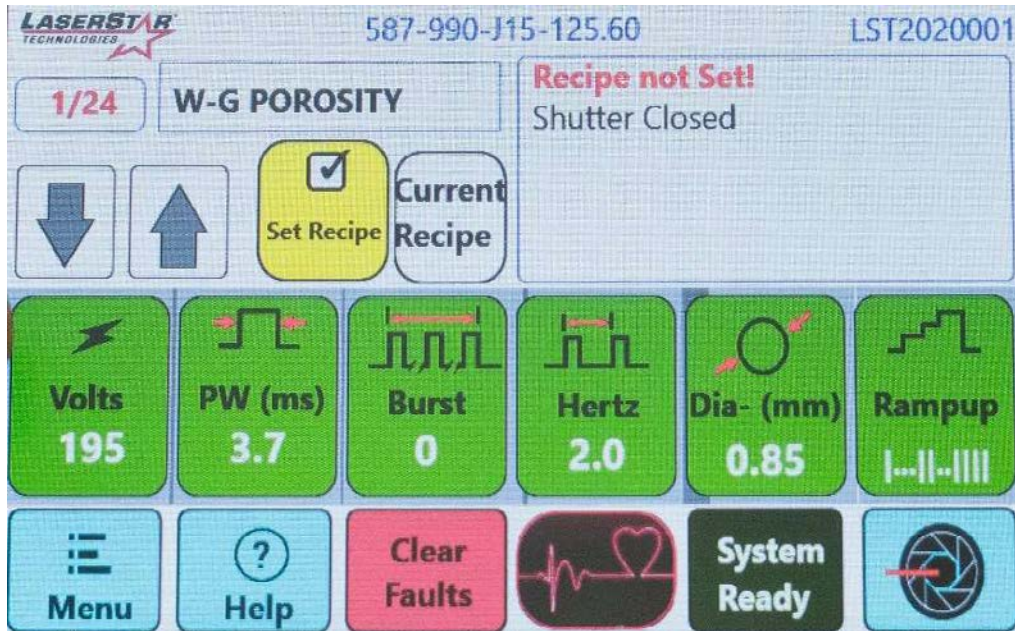 LASERSTAR
TECHNOLOGIES
587-990-J15-125.60
LST2020001
1/24
W-G POROSITY
Recipe not Set!
Shutter Closed
Set Recipe
Current
Recipe
Volts
195
PW (ms)
3.7
Burst
0
Hertz
2.0
Dia- (mm)
0.85
Rampup
Menu
?
Help
Clear
Faults
System
Ready